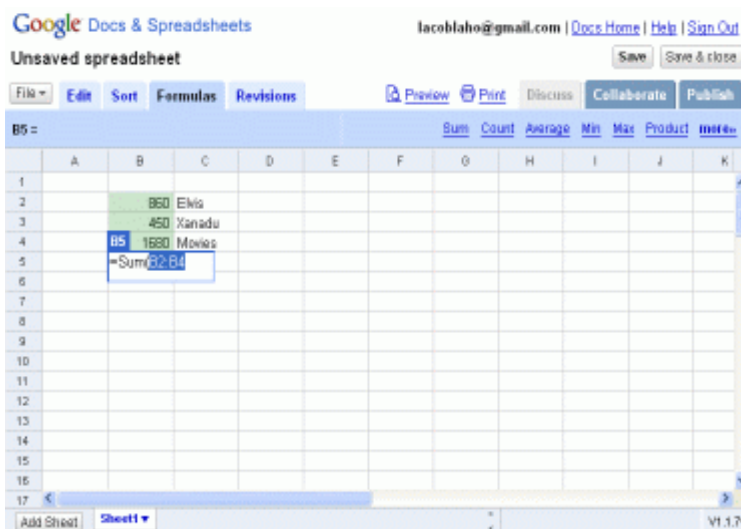 Google Docs & Spreadsheets
lacoblaho@gmail.com | Docs Home | Help | Sign Out
Unsaved spreadsheet
Save Save & close
File Edit Sort Formulas Revisions Preview Print Discuss Collaborate Publish
B5 = Sum Count Average Min Max Product more»
A B C D E F G H I J K
1
2 860 Elvis
3 450 Xanadu
4 B5 1680 Movies
5 =Sum(B2:B4
6
7
8
9
10
11
12
13
14
15
16
17
Add Sheet Sheet1